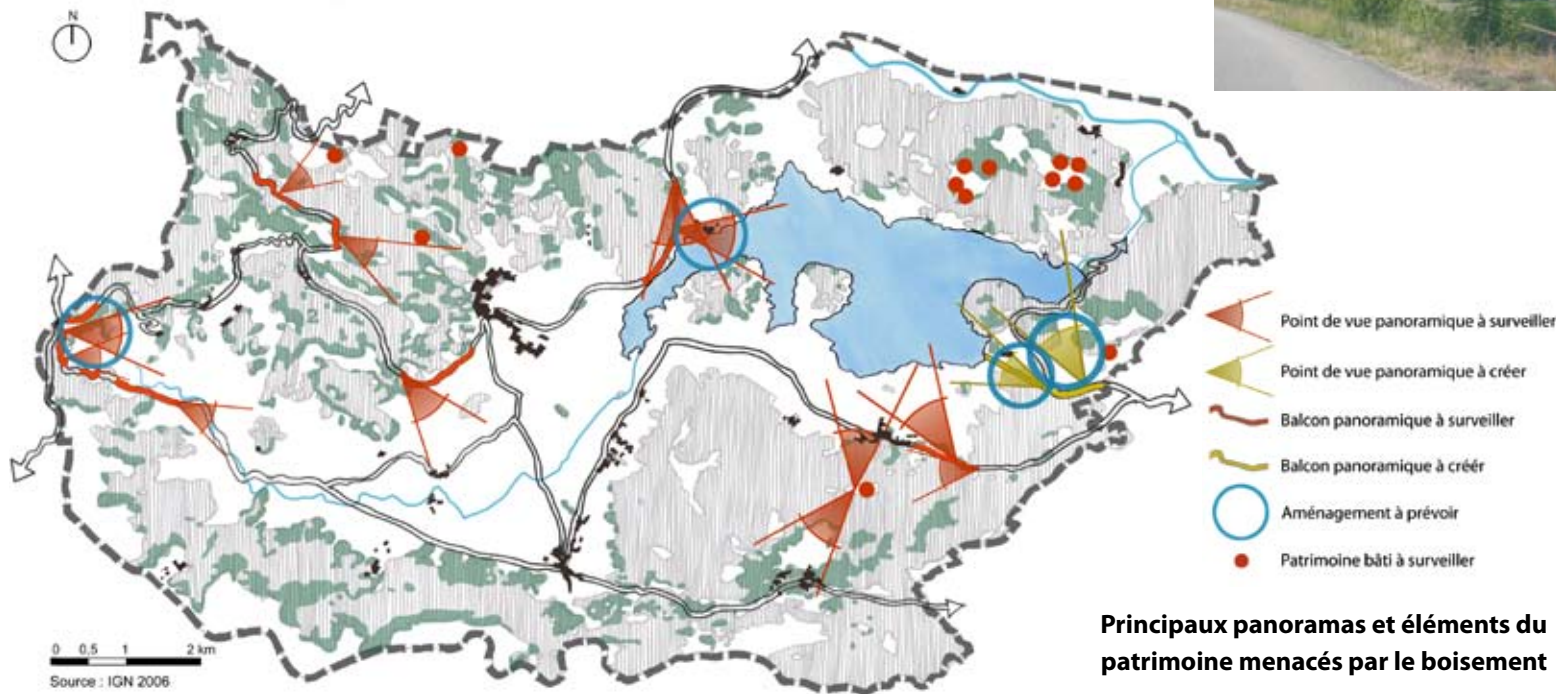 N
2
Point de vue panoramique à surveiller
Point de vue panoramique à créer
Balcon panoramique à surveiller
Balcon panoramique à créér
Aménagement à prévoir
Patrimoine bâti à surveiller
0 0,5 1 2 km
Source : IGN 2006
Principaux panoramas et éléments du
patrimoine menacés par le boisement